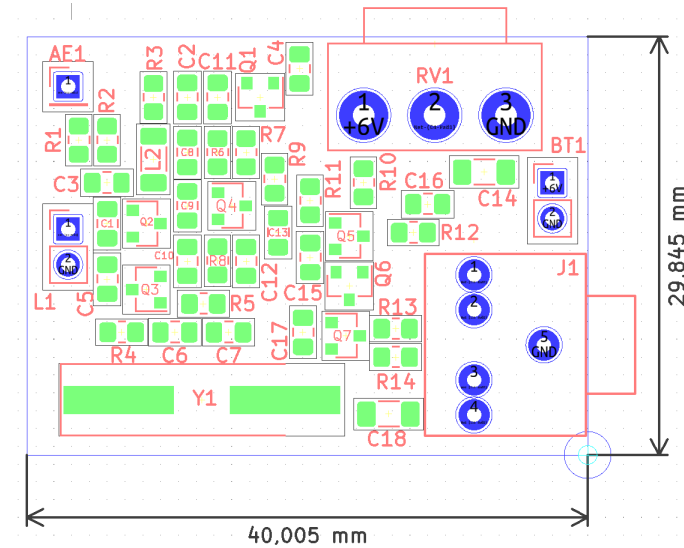 AE1
1
R3
C2
C11
Q1
C4
RV1
1
+6V
2
3
GND
R1
R2
L2
C8
R6
R7
R9
R11
R10
C14
BT1
1
+6V
2
GND
C3
C16
C9
Q4
C1
Q2
C13
Q5
R12
1
2
GND
L1
C5
C10
R8
C12
C15
Q6
J1
1
2
5
GND
3
4
Q3
R5
R4
C6
C7
C17
Q7
R13
R14
Y1
C18
29.845 mm
40,005 mm